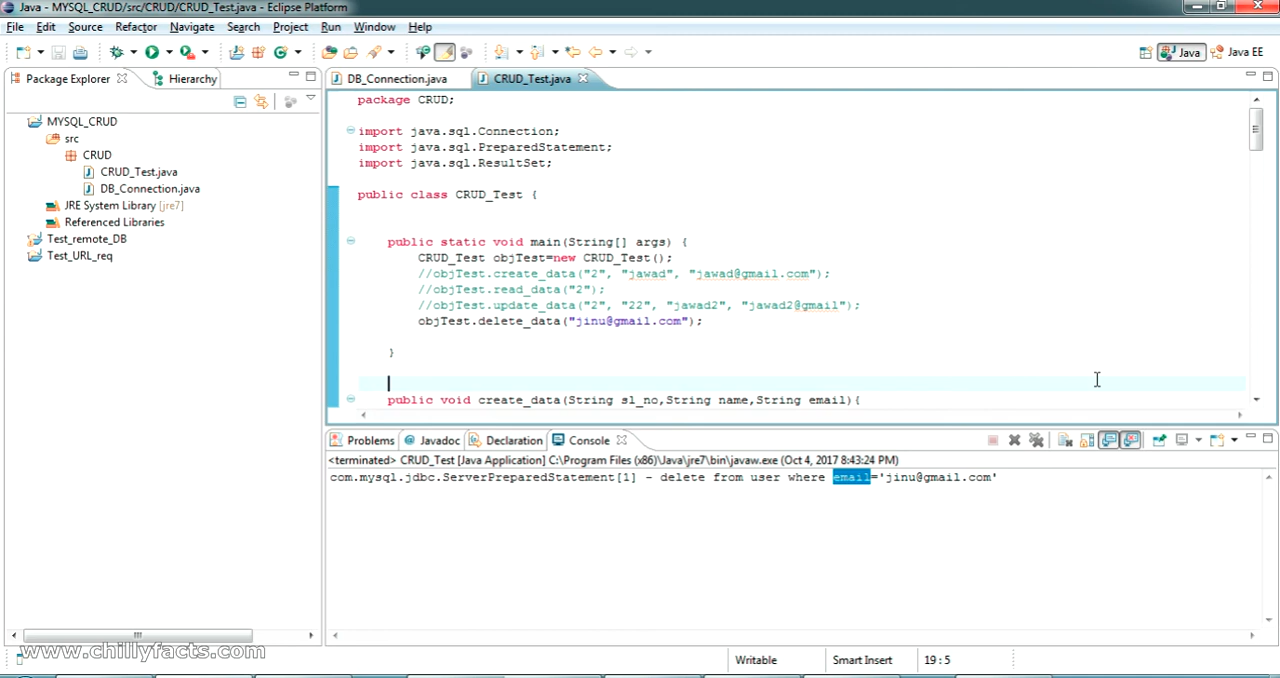 Java - MYSQL_CRUD/src/CRUD/CRUD_Test.java - Eclipse Platform
File Edit Source Refactor Navigate Search Project Run Window Help
Java Java EE
Package Explorer Hierarchy
MYSQL_CRUD
src
CRUD
CRUD_Test.java
DB_Connection.java
JRE System Library [jre7]
Referenced Libraries
Test_remote_DB
Test_URL_req
DB_Connection.java CRUD_Test.java
package CRUD;
import java.sql.Connection;
import java.sql.PreparedStatement;
import java.sql.ResultSet;
public class CRUD_Test {
public static void main(String[] args) {
CRUD_Test objTest=new CRUD_Test();
//objTest.create_data("2", "jawad", "jawad@gmail.com");
//objTest.read_data("2");
//objTest.update_data("2", "22", "jawad2", "jawad2@gmail");
objTest.delete_data("jinu@gmail.com");
}
public void create_data(String sl_no,String name,String email){
Problems Javadoc Declaration Console
<terminated> CRUD_Test [Java Application] C:\Program Files (x86)\Java\jre7\bin\javaw.exe (Oct 4, 2017 8:43:24 PM)
com.mysql.jdbc.ServerPreparedStatement[1] - delete from user where email='jinu@gmail.com'
www.chillyfacts.com
Writable Smart Insert 19 : 5